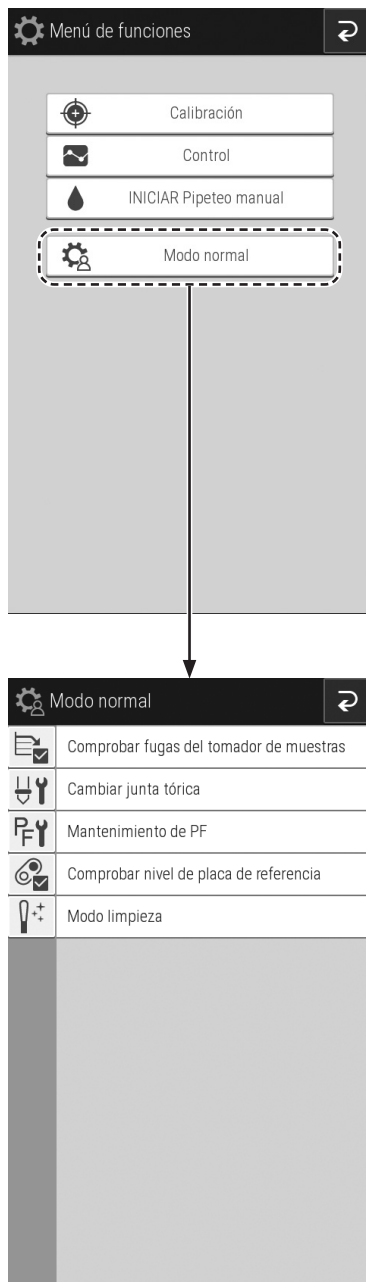 Menú de funciones
Calibración
Control
INICIAR Pipeteo manual
Modo normal
Modo normal
Comprobar fugas del tomador de muestras
Cambiar junta tórica
PF Mantenimiento de PF
Comprobar nivel de placa de referencia
Modo limpieza